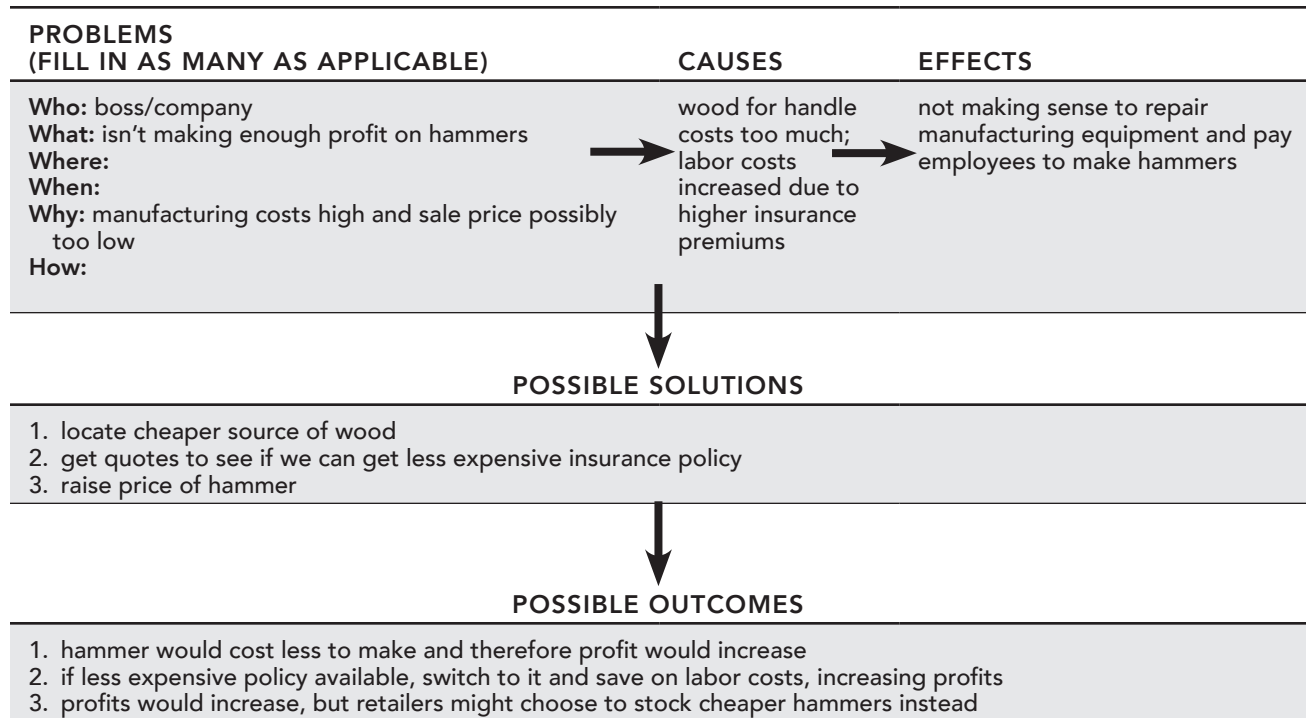 PROBLEMS
(FILL IN AS MANY AS APPLICABLE)
CAUSES
EFFECTS
Who: boss/company
What: isn't making enough profit on hammers
Where:
When:
Why: manufacturing costs high and sale price possibly
too low
How:
wood for handle
costs too much;
labor costs
increased due to
higher insurance
premiums
not making sense to repair
manufacturing equipment and pay
employees to make hammers
POSSIBLE SOLUTIONS
1. locate cheaper source of wood
2. get quotes to see if we can get less expensive insurance policy
3. raise price of hammer
POSSIBLE OUTCOMES
1. hammer would cost less to make and therefore profit would increase
2. if less expensive policy available, switch to it and save on labor costs, increasing profits
3. profits would increase, but retailers might choose to stock cheaper hammers instead